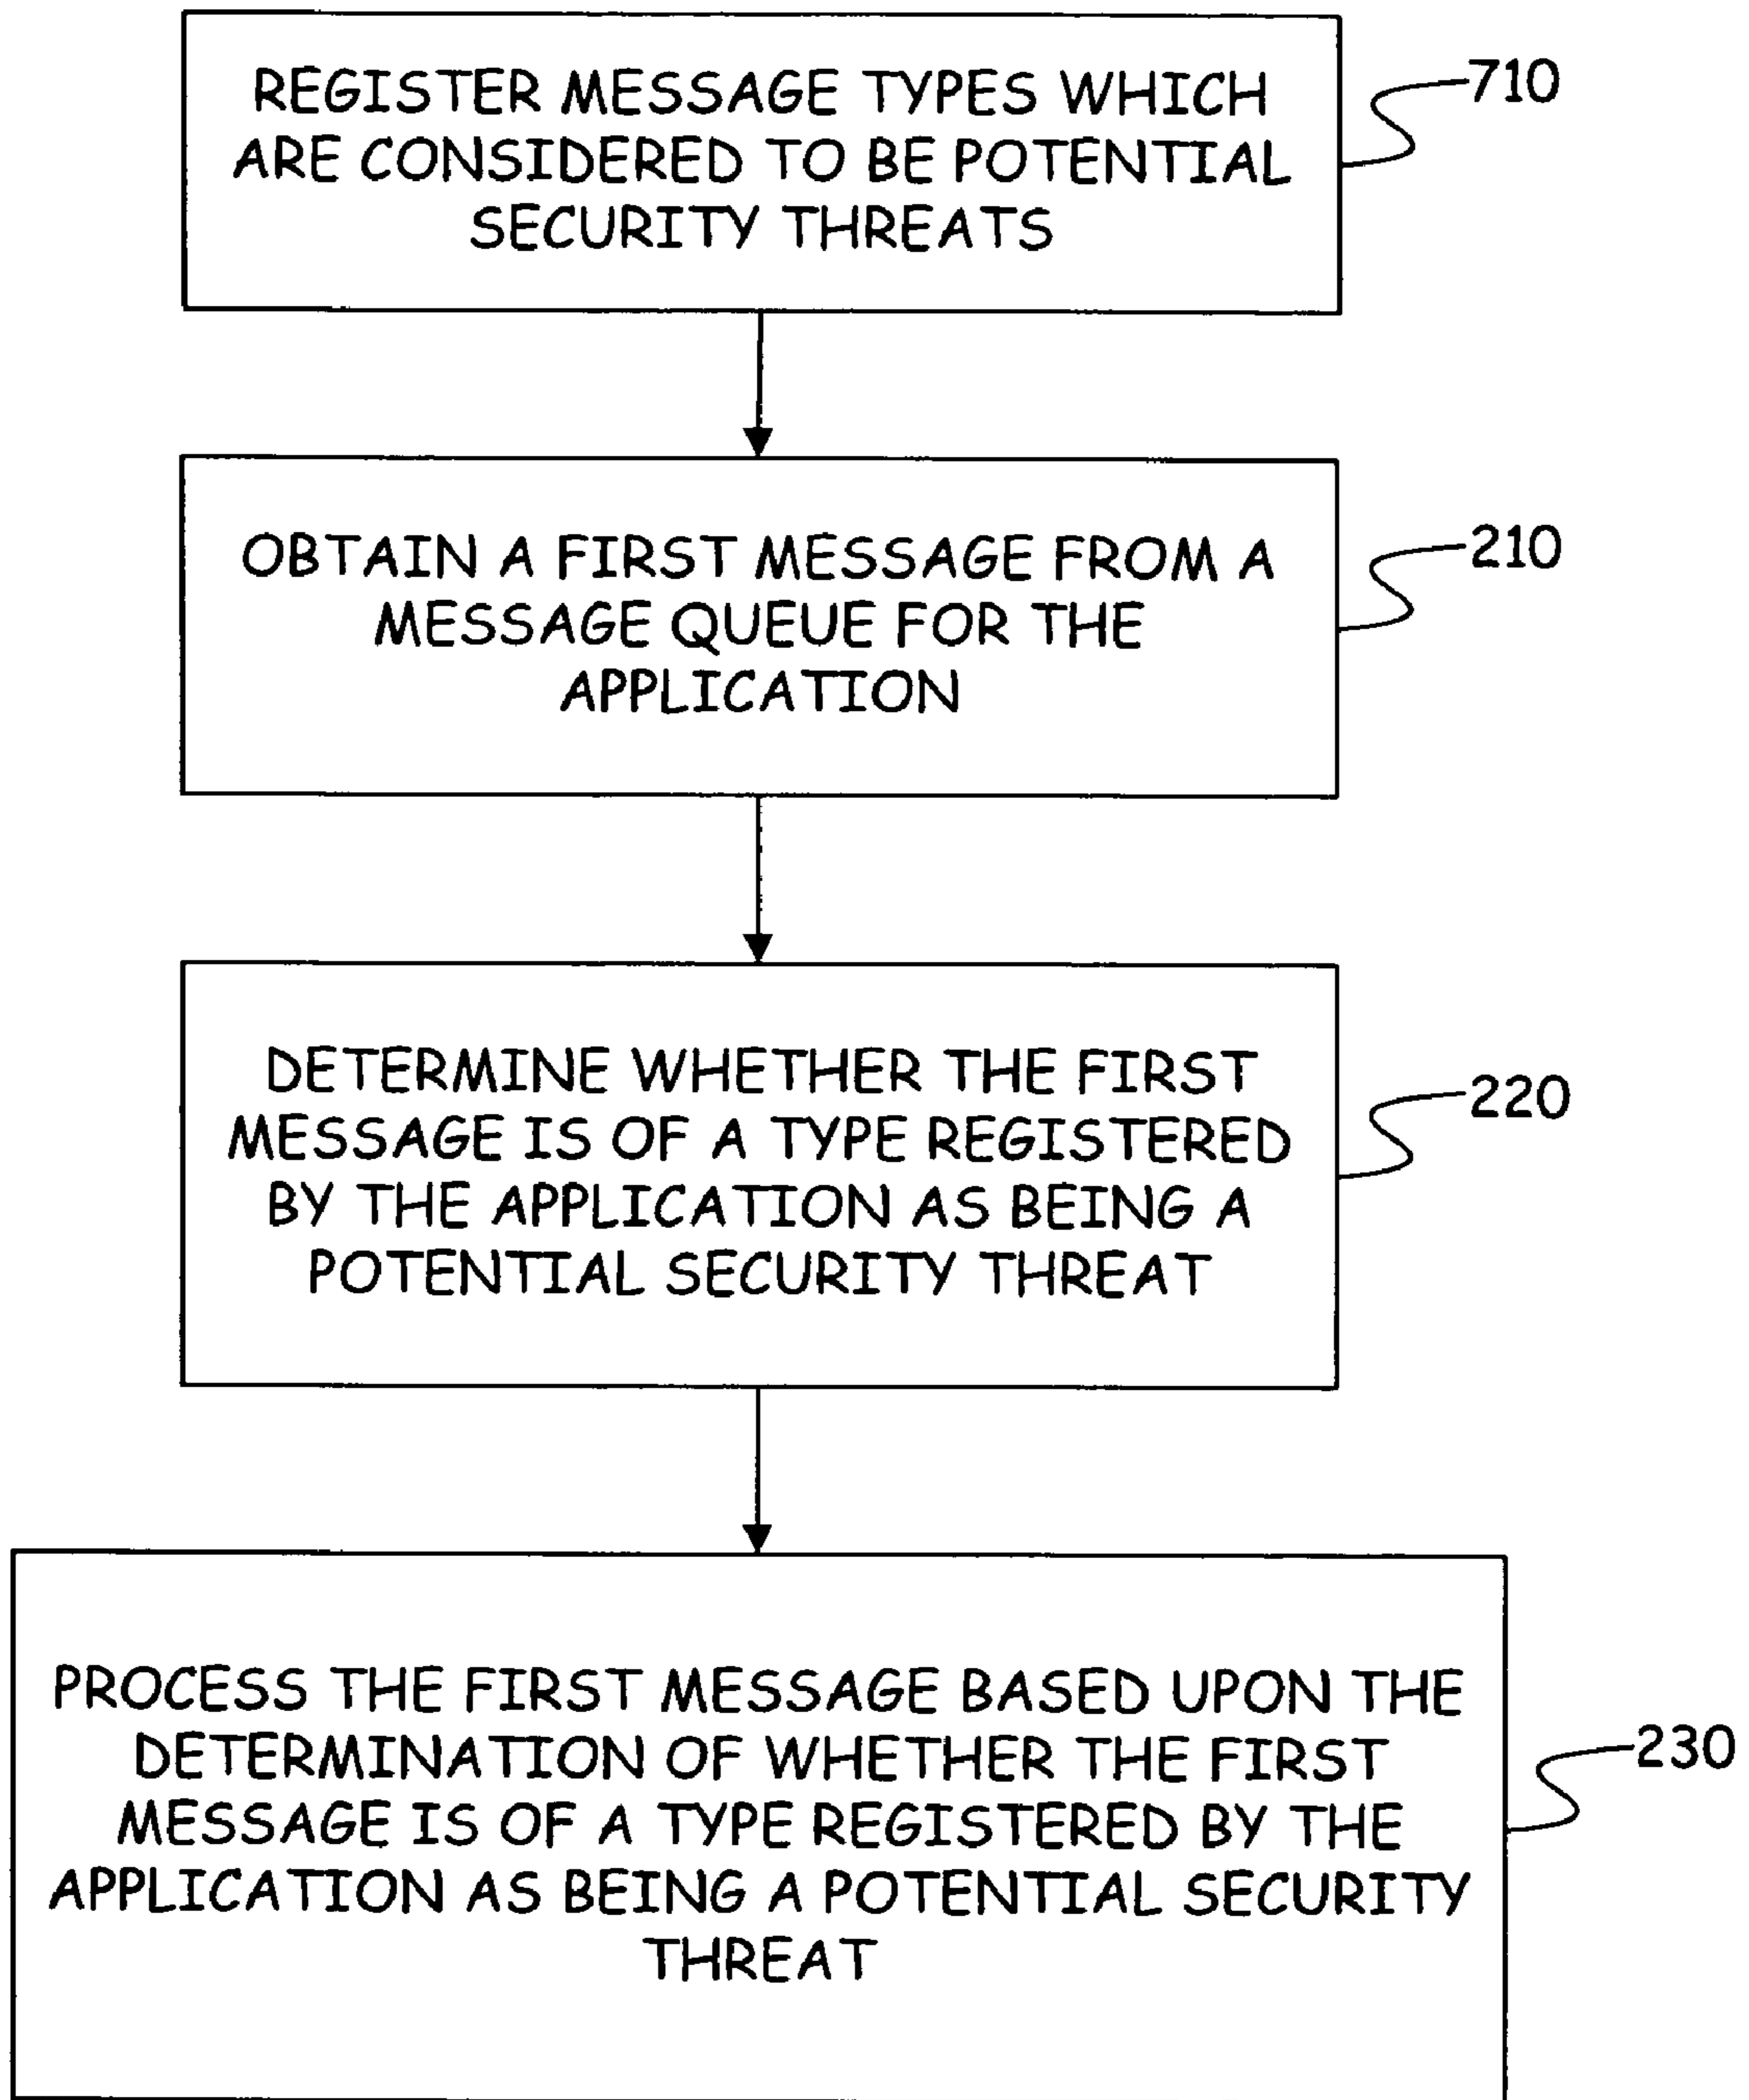 REGISTER MESSAGE TYPES WHICH
ARE CONSIDERED TO BE POTENTIAL
SECURITY THREATS
710
OBTAIN A FIRST MESSAGE FROM A
MESSAGE QUEUE FOR THE
APPLICATION
210
DETERMINE WHETHER THE FIRST
MESSAGE IS OF A TYPE REGISTERED
BY THE APPLICATION AS BEING A
POTENTIAL SECURITY THREAT
220
PROCESS THE FIRST MESSAGE BASED UPON THE
DETERMINATION OF WHETHER THE FIRST
MESSAGE IS OF A TYPE REGISTERED BY THE
APPLICATION AS BEING A POTENTIAL SECURITY
THREAT
230